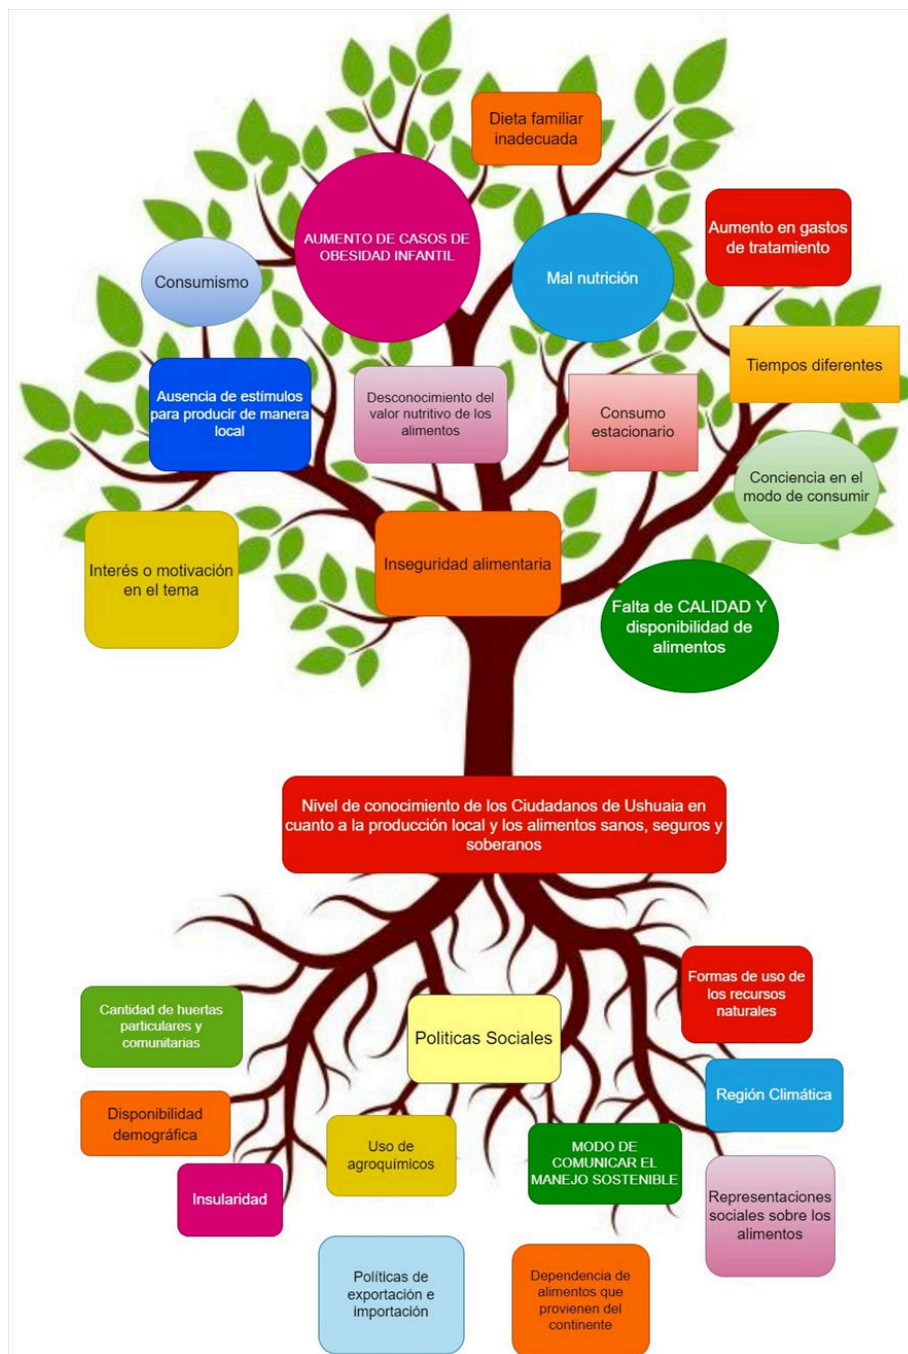 Dieta familiar
inadecuada
AUMENTO DE CASOS DE
OBESIDAD INFANTIL
Aumento en gastos
de tratamiento
Consumismo
Mal nutrición
Tiempos diferentes
Ausencia de estímulos
para producir de manera
local
Desconocimiento del
valor nutritivo de los
alimentos
Consumo
estacionario
Conciencia en el
modo de consumir
Interés o motivación
en el tema
Inseguridad alimentaria
Falta de CALIDAD Y
disponibilidad de
alimentos
Nivel de conocimiento de los Ciudadanos de Ushuaia en
cuanto a la producción local y los alimentos sanos, seguros y
soberanos
Formas de uso de
los recursos
naturales
Cantidad de huertas
particulares y
comunitarias
Politicas Sociales
Región Climática
Disponibilidad
demográfica
Uso de
agroquímicos
MODO DE
COMUNICAR EL
MANEJO SOSTENIBLE
Insularidad
Representaciones
sociales sobre los
alimentos
Políticas de
exportación e
importación
Dependencia de
alimentos que
provienen del
continente